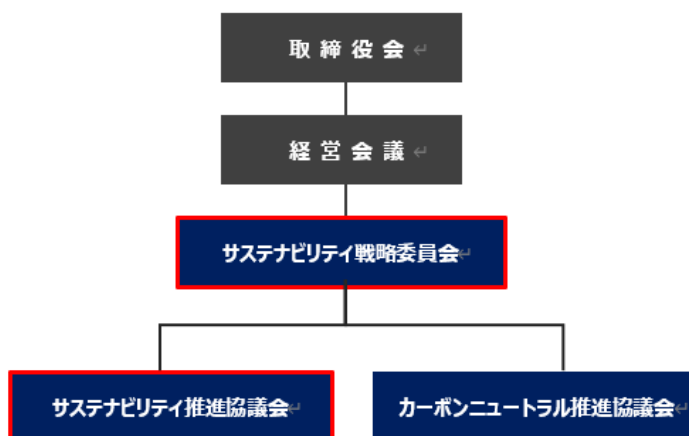 取締役会
経営会議
サステナビリティ戦略委員会
サステナビリティ推進協議会
カーボンニュートラル推進協議会